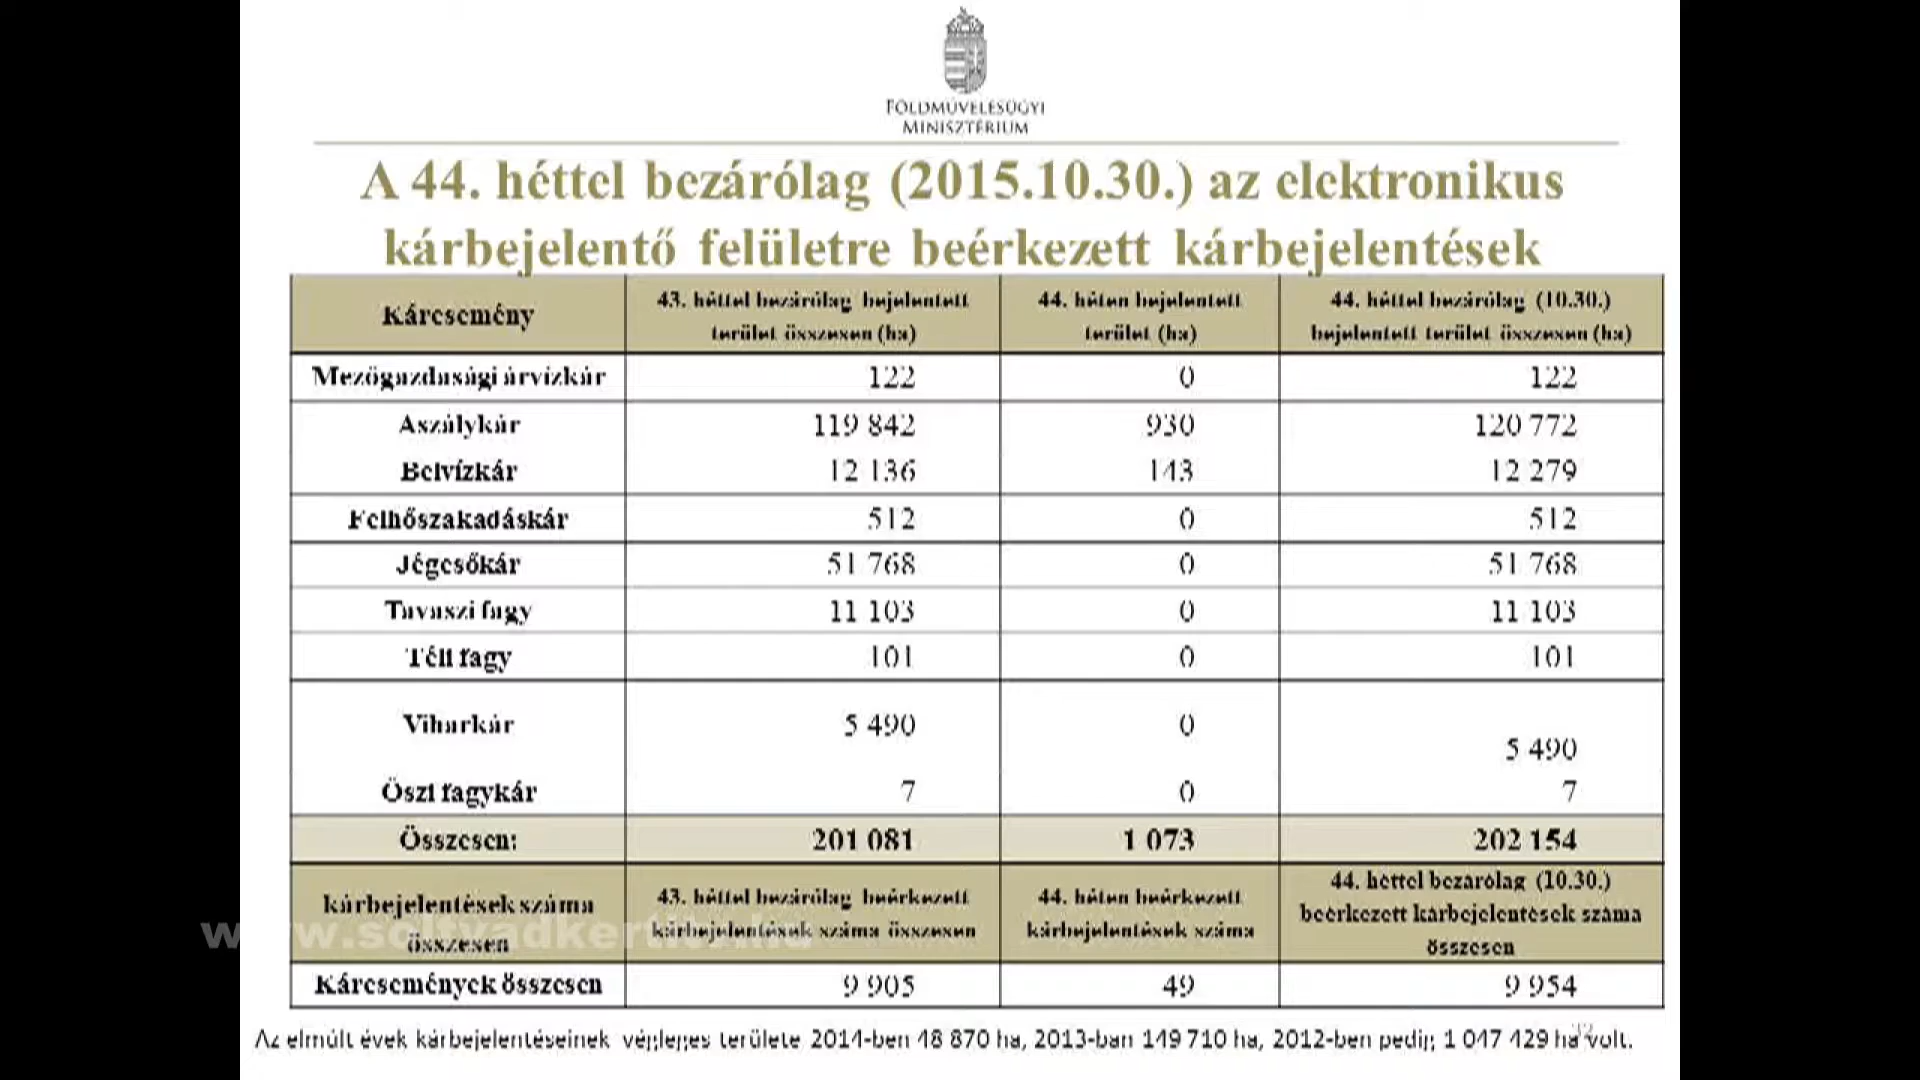 FÖLDMŰVELÉSÜGYI
MINISZTÉRIUM
A 44. héttel bezárólag (2015.10.30.) az elektronikus
kárbejelentő felületre beérkezett kárbejelentések
Káresemény
43. héttel bezárólag bejelentett
terület összesen (ha)
44. héten bejelentett
terület (ha)
44. héttel bezárólag (10.30.)
bejelentett terület összesen (ha)
Mezőgazdasági árvízkár 122 0 122
Aszálykár 119 842 930 120 772
Belvízkár 12 136 143 12 279
Felhőszakadáskár 512 0 512
Jégesőkár 51 768 0 51 768
Tavaszi fagy 11 103 0 11 103
Téli fagy 101 0 101
Viharkár 5 490 0 5 490
Őszi fagykár 7 0 7
Összesen: 201 081 1 073 202 154
kárbejelentések száma
összesen
43. héttel bezárólag beérkezett
kárbejelentések száma összesen
44. héten beérkezett
kárbejelentések száma
44. héttel bezárólag (10.30.)
beérkezett kárbejelentések száma
összesen
Káresemények összesen 9 905 49 9 954
Az elmúlt évek kárbejelentéseinek végleges területe 2014-ben 48 870 ha, 2013-ban 149 710 ha, 2012-ben pedig 1 047 429 ha volt.
32